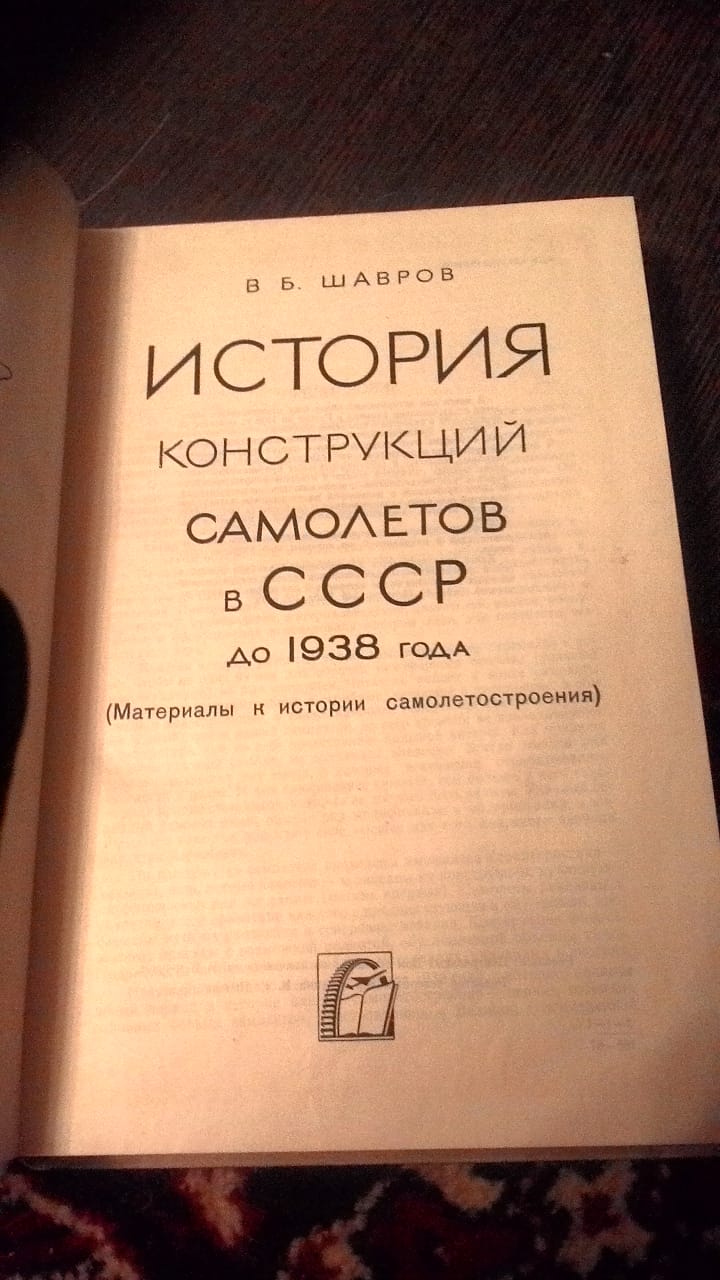 В Б. ШАВРОВ
ИСТОРИЯ
КОНСТРУКЦИЙ
САМОЛЕТОВ
в СССР
до 1938 года
(Материалы к истории самолетостроения)